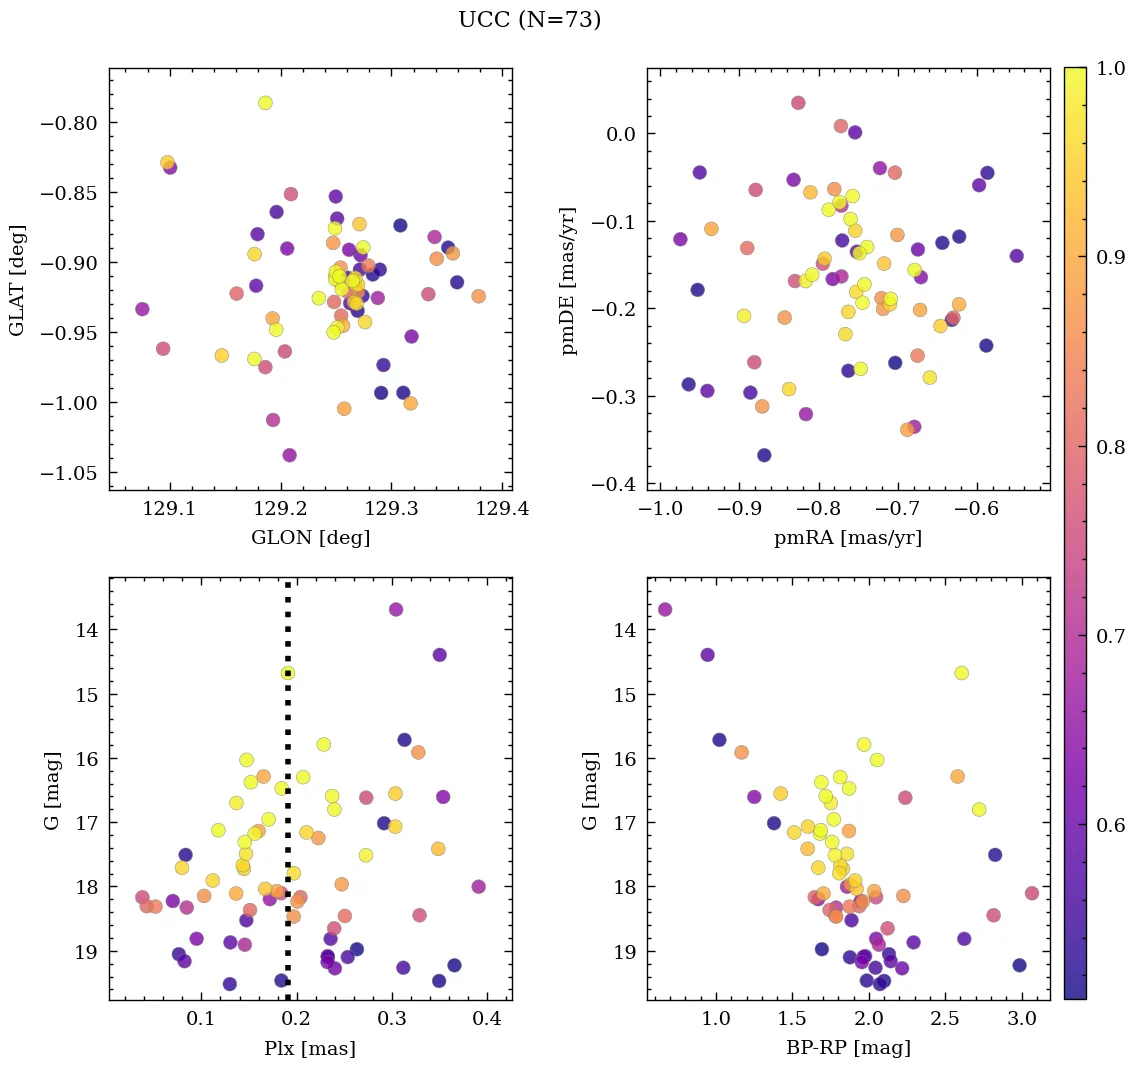 UCC (N=73)
−0.80
−0.85
−0.90
−0.95
−1.00
−1.05
GLAT [deg]
129.1 129.2 129.3 129.4
GLON [deg]
0.0
−0.1
−0.2
−0.3
−0.4
pmDE [mas/yr]
−1.0 −0.9 −0.8 −0.7 −0.6
pmRA [mas/yr]
14
15
16
17
18
19
G [mag]
0.1 0.2 0.3 0.4
Plx [mas]
14
15
16
17
18
19
G [mag]
1.0 1.5 2.0 2.5 3.0
BP-RP [mag]
1.0
0.9
0.8
0.7
0.6